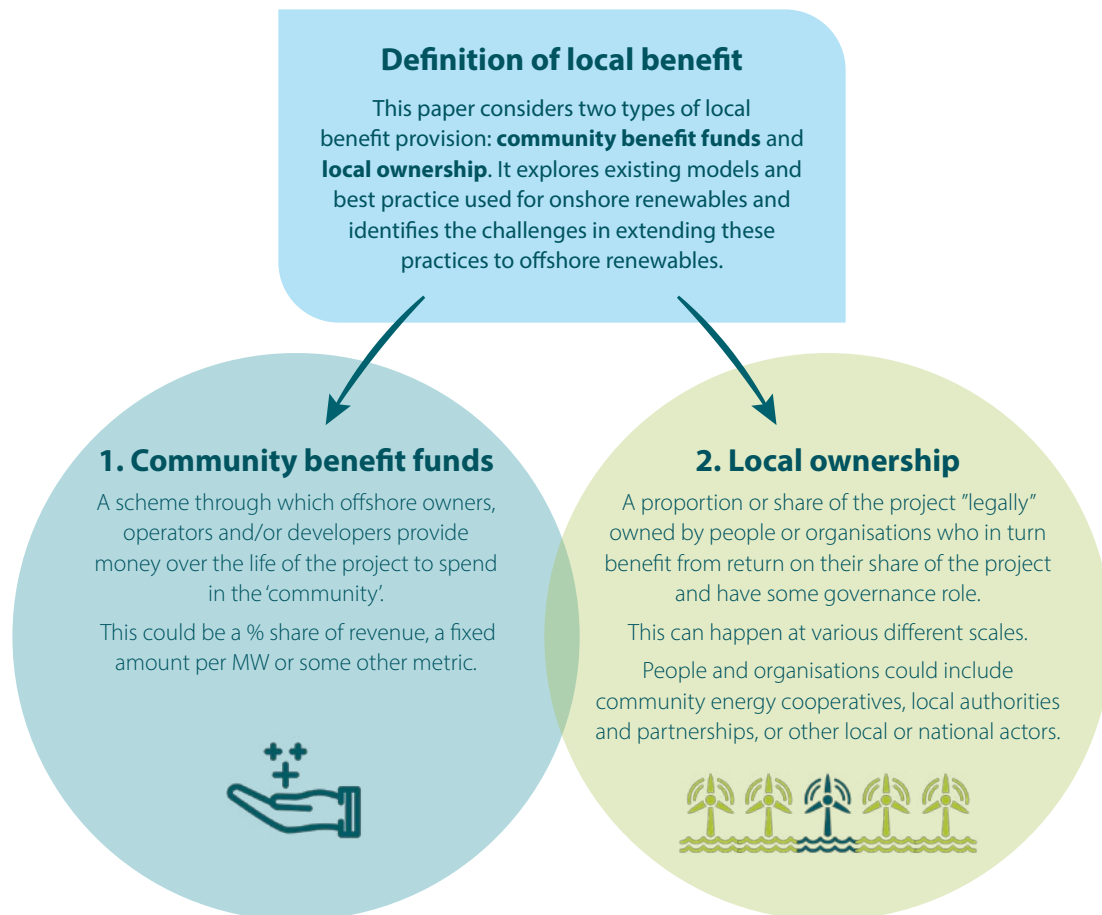 Definition of local benefit
This paper considers two types of local
benefit provision: community benefit funds and
local ownership. It explores existing models and
best practice used for onshore renewables and
identifies the challenges in extending these
practices to offshore renewables.
1. Community benefit funds
A scheme through which offshore owners,
operators and/or developers provide
money over the life of the project to spend
in the ‘community’.
This could be a % share of revenue, a fixed
amount per MW or some other metric.
2. Local ownership
A proportion or share of the project ”legally”
owned by people or organisations who in turn
benefit from return on their share of the project
and have some governance role.
This can happen at various different scales.
People and organisations could include
community energy cooperatives, local authorities
and partnerships, or other local or national actors.